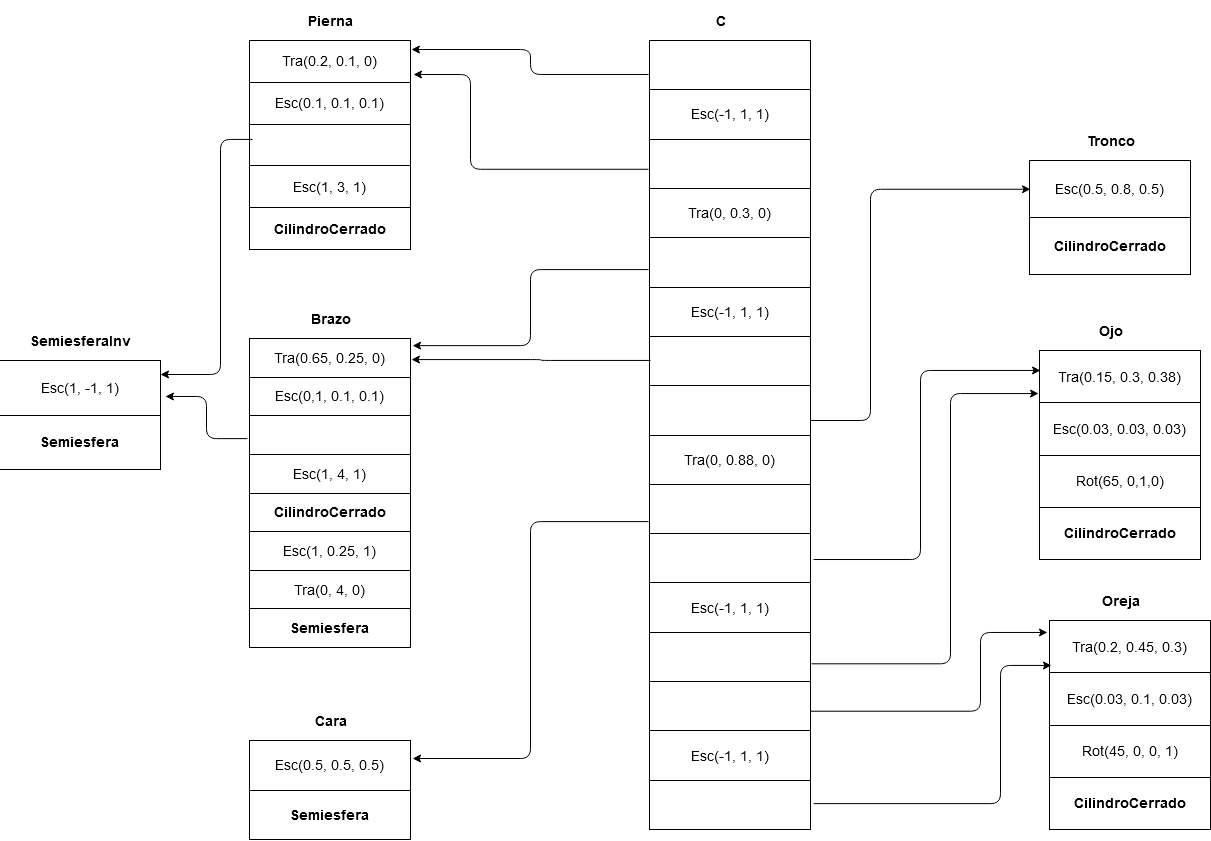 Pierna
Tra(0.2, 0.1, 0)
Esc(0.1, 0.1, 0.1)
Esc(1, 3, 1)
CilindroCerrado
SemiesferaInv
Esc(1, -1, 1)
Semiesfera
Brazo
Tra(0.65, 0.25, 0)
Esc(0,1, 0.1, 0.1)
Esc(1, 4, 1)
CilindroCerrado
Esc(1, 0.25, 1)
Tra(0, 4, 0)
Semiesfera
Cara
Esc(0.5, 0.5, 0.5)
Semiesfera
C
Esc(-1, 1, 1)
Tra(0, 0.3, 0)
Esc(-1, 1, 1)
Tra(0, 0.88, 0)
Esc(-1, 1, 1)
Esc(-1, 1, 1)
Tronco
Esc(0.5, 0.8, 0.5)
CilindroCerrado
Ojo
Tra(0.15, 0.3, 0.38)
Esc(0.03, 0.03, 0.03)
Rot(65, 0,1,0)
CilindroCerrado
Oreja
Tra(0.2, 0.45, 0.3)
Esc(0.03, 0.1, 0.03)
Rot(45, 0, 0, 1)
CilindroCerrado